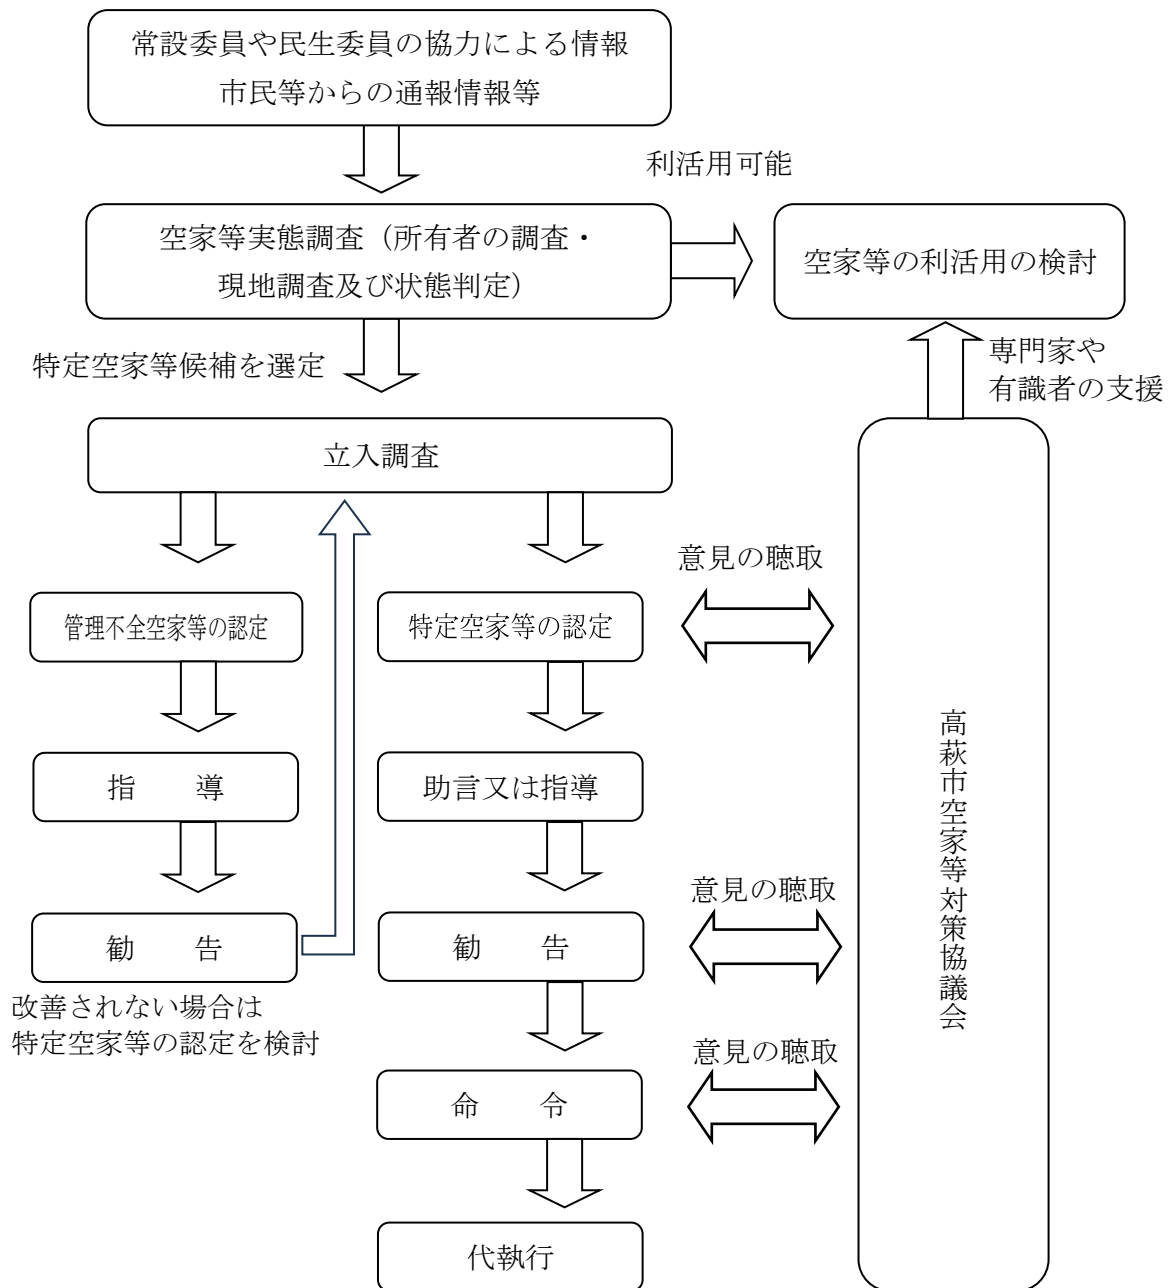 常設委員や民生委員の協力による情報
市民等からの通報情報等
利活用可能
空家等実態調査（所有者の調査・
現地調査及び状態判定）
空家等の利活用の検討
特定空家等候補を選定
専門家や
有識者の支援
立入調査
意見の聴取
管理不全空家等の認定
特定空家等の認定
高萩市空家等対策協議会
指　導
助言又は指導
意見の聴取
勧　告
勧　告
改善されない場合は
特定空家等の認定を検討
意見の聴取
命　令
代執行